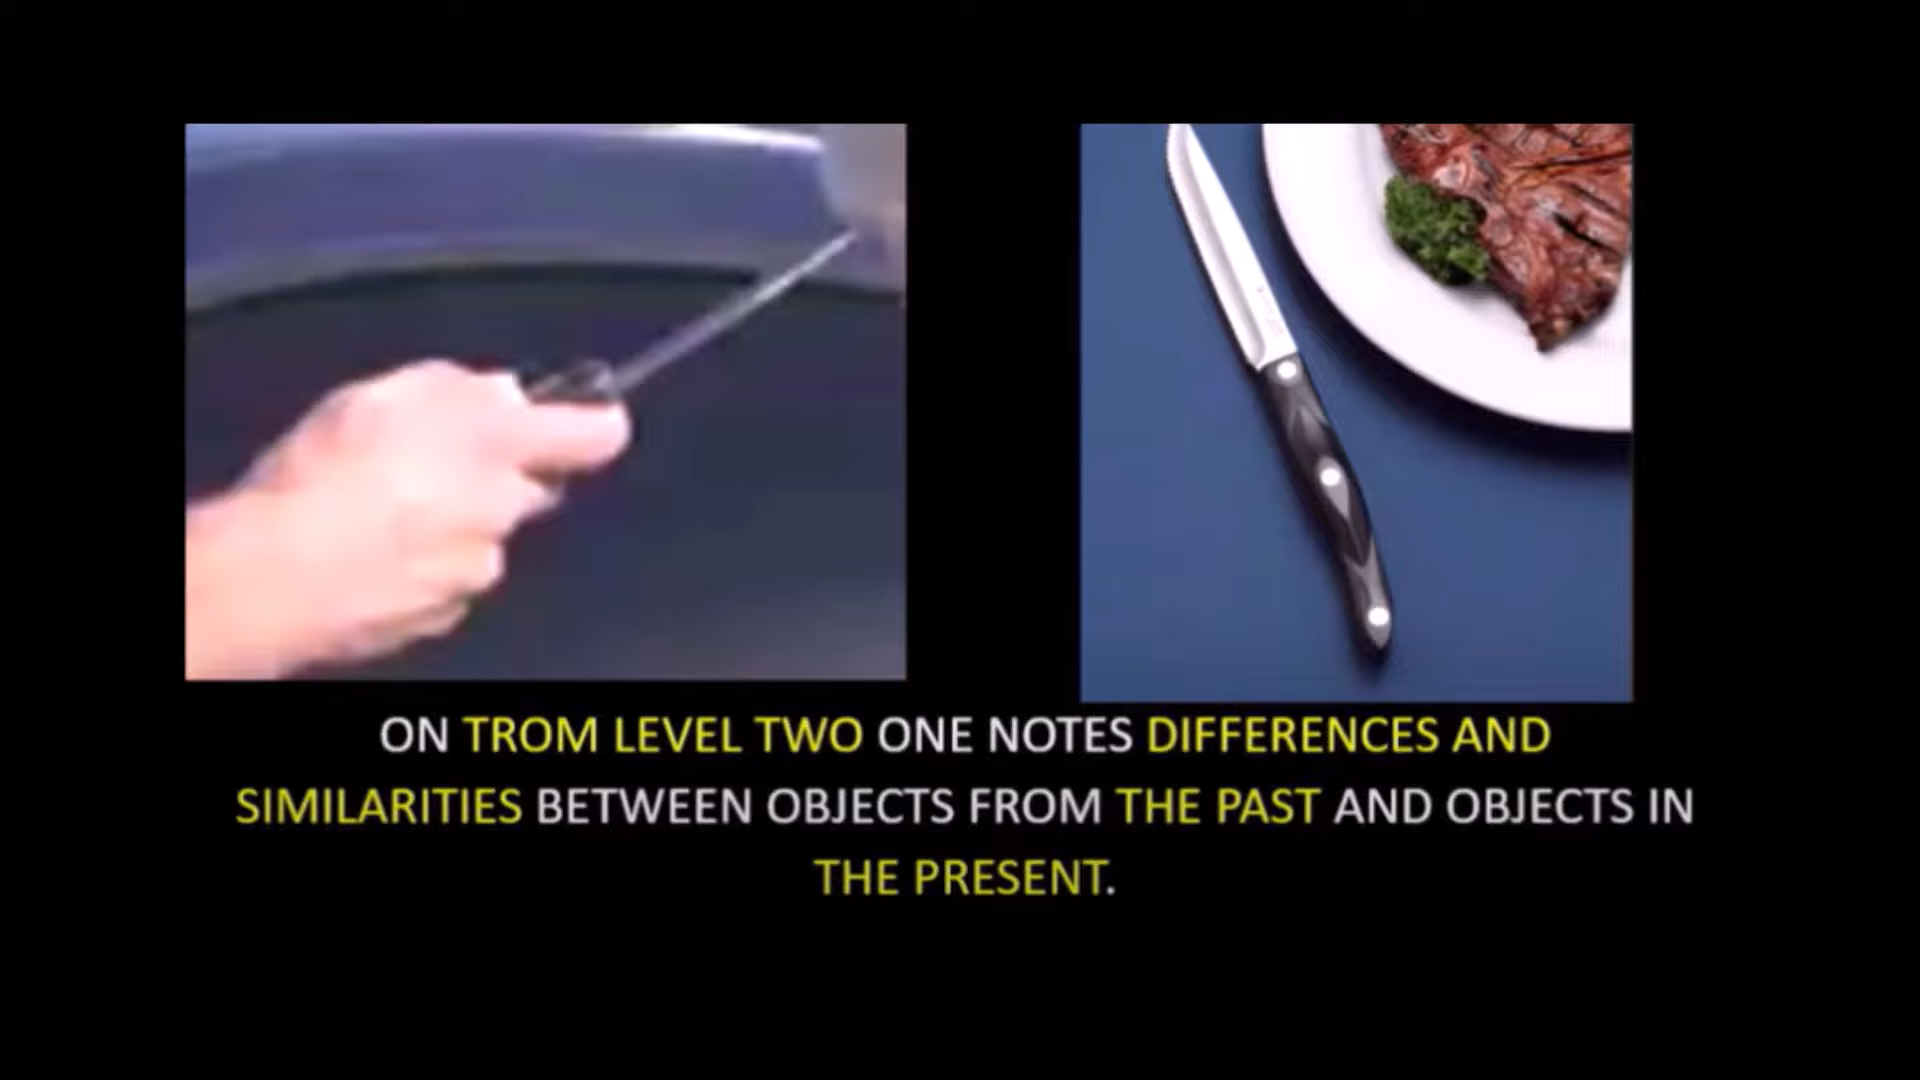 ON TROM LEVEL TWO ONE NOTES DIFFERENCES AND
SIMILARITIES BETWEEN OBJECTS FROM THE PAST AND OBJECTS IN
THE PRESENT.